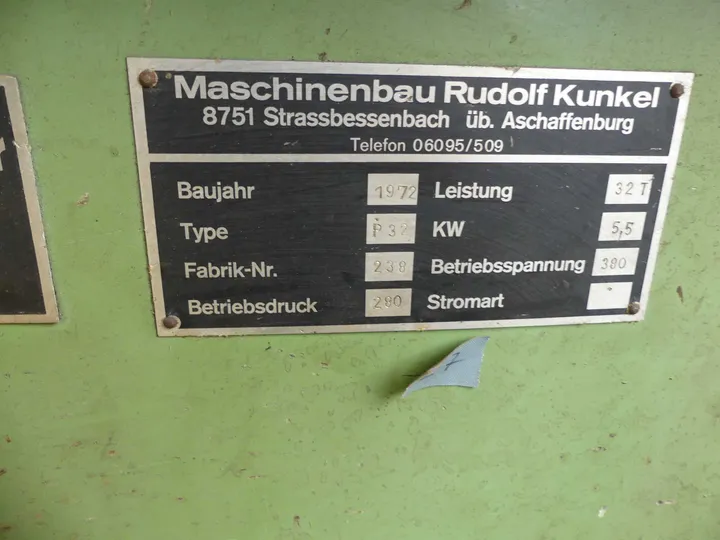 Maschinenbau Rudolf Kunkel
8751 Strassbessenbach üb. Aschaffenburg
Telefon 06095/509
Baujahr 1972 Leistung 32 T
Type P 32 KW 5,5
Fabrik-Nr. 238 Betriebsspannung 380
Betriebsdruck 280 Stromart
r